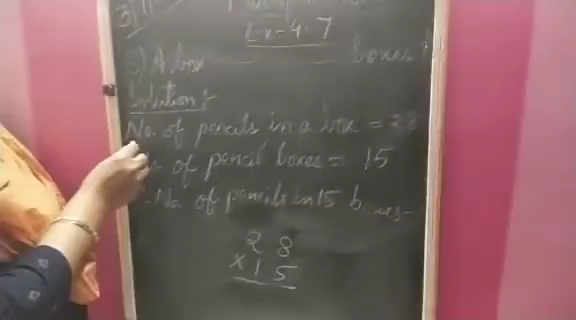 Ex-4.7
A box boxes?
Solution:
No. of pencils in a box = 28
of pencil boxes = 15
No. of pencils in 15 boxes-
28
×15